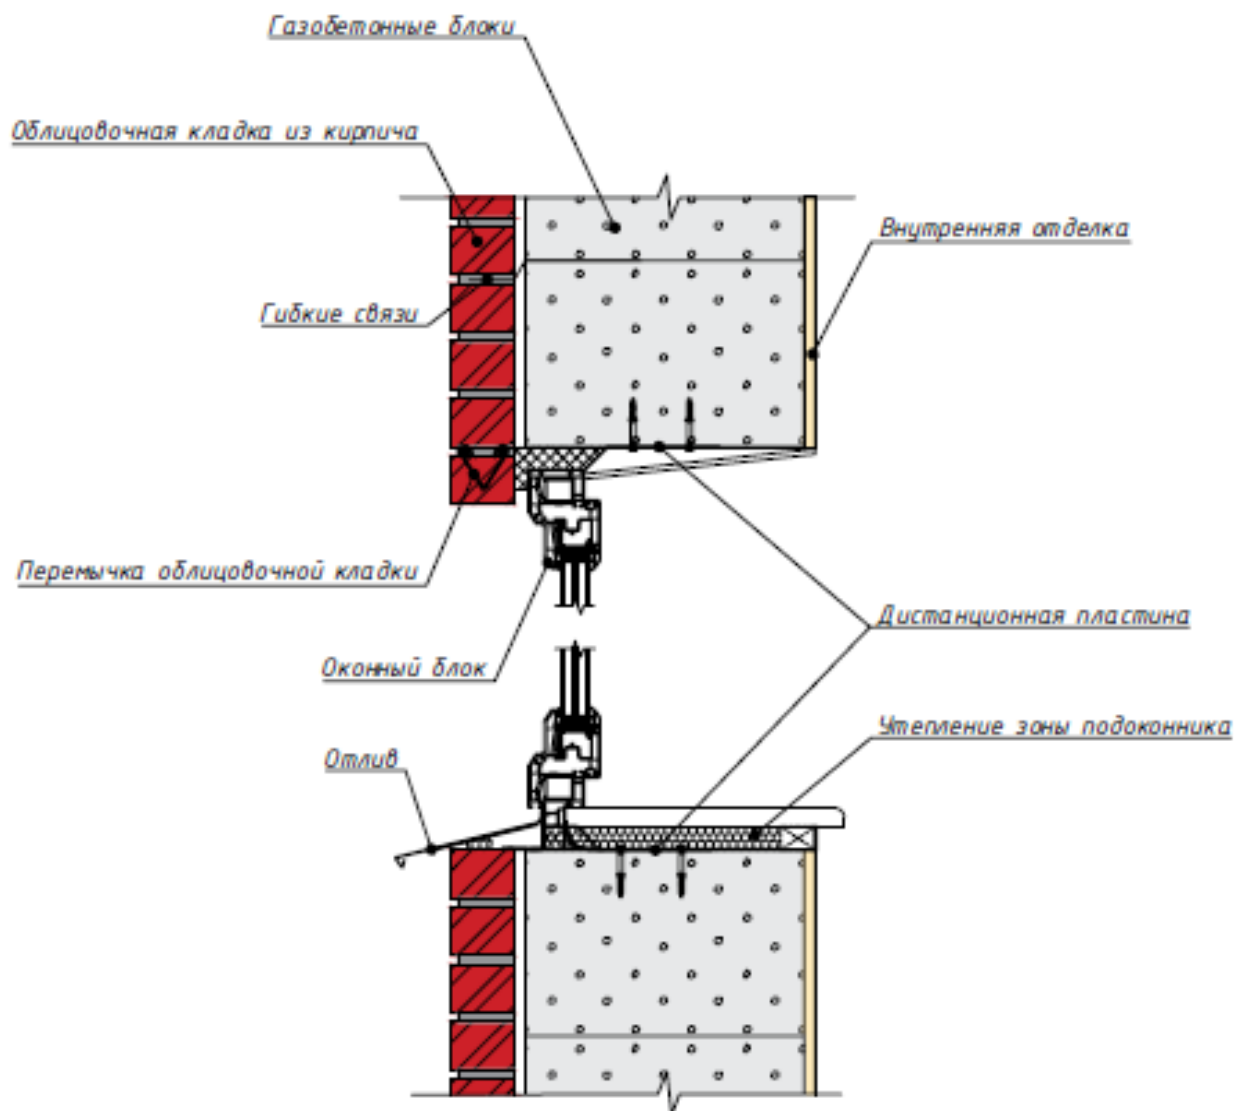 Газобетонные блоки
Облицовочная кладка из кирпича
Внутренняя отделка
Гибкие связи
Перемычка облицовочной кладки
Дистанционная пластина
Оконный блок
Утепление зоны подоконника
Отлив